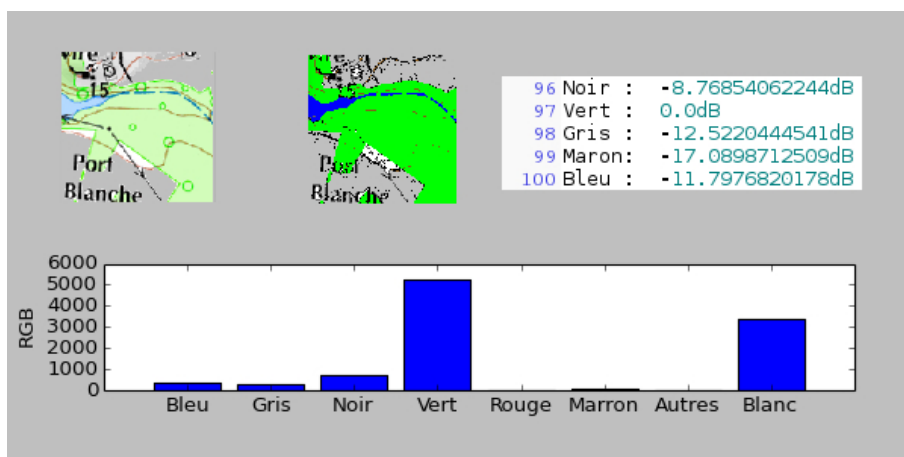 15
Port
Blanche
Blanche
96 Noir : -8.76854062244dB
97 Vert : 0.0dB
98 Gris : -12.5220444541dB
99 Maron: -17.0898712509dB
100 Bleu : -11.7976820178dB
6000
5000
4000
3000
2000
1000
0
RGB
Bleu Gris Noir Vert Rouge Marron Autres Blanc